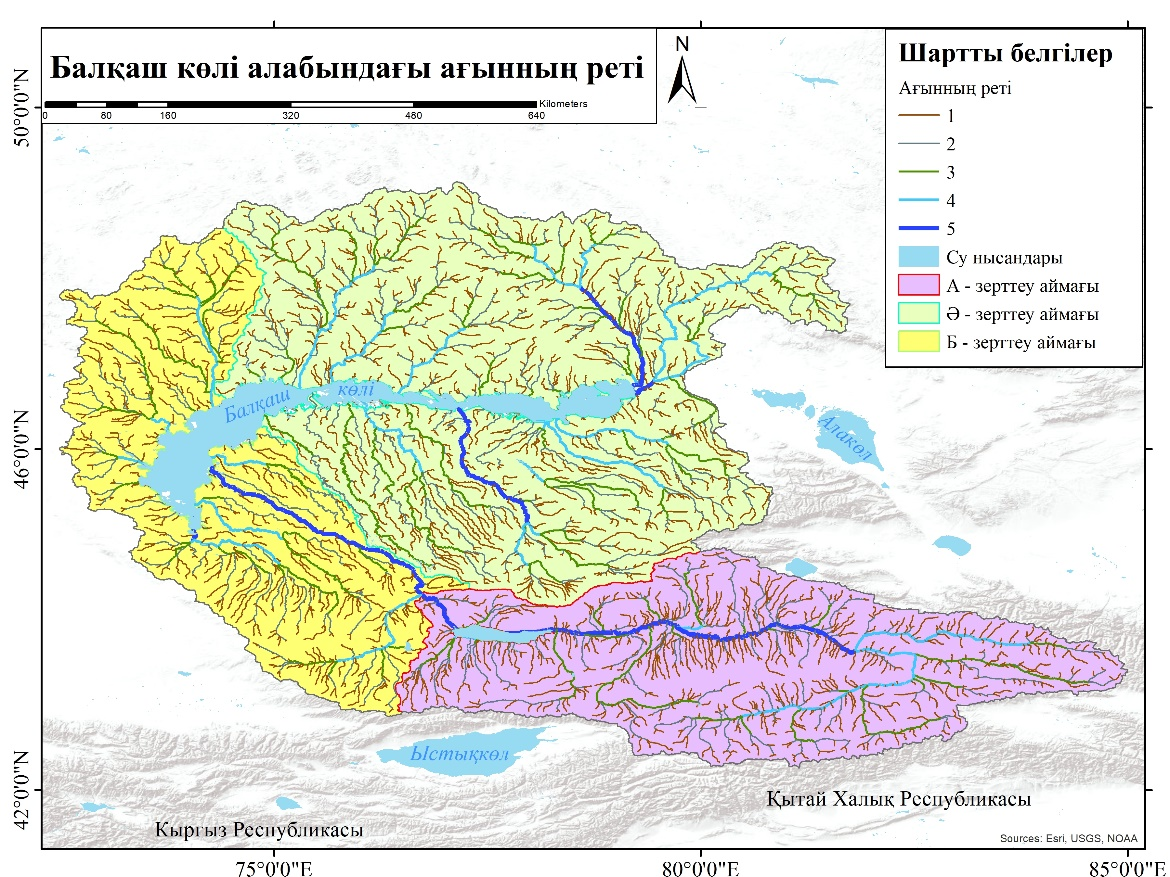 Балқаш көлі алабындағы ағынның реті
Kilometers
0 80 160 320 480 640
N
Шартты белгілер
Ағынның реті
1
2
3
4
5
Су нысандары
А - зерттеу аймағы
Ә - зерттеу аймағы
Б - зерттеу аймағы
50°0'0"N
46°0'0"N
42°0'0"N
Балқаш көлі
Алакөл
Ыстықкөл
Қытай Халық Республикасы
Кыргыз Республикасы
Sources: Esri, USGS, NOAA
75°0'0"E 80°0'0"E 85°0'0"E